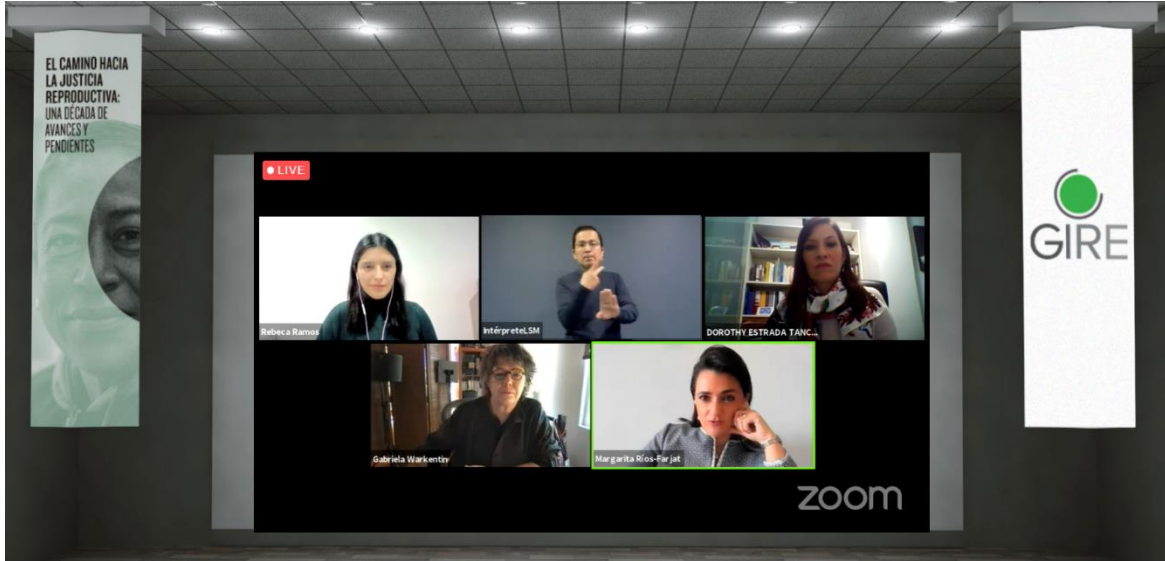 EL CAMINO HACIA
LA JUSTICIA
REPRODUCTIVA:
UNA DÉCADA DE
AVANCES Y
PENDIENTES
LIVE
GIRE
Rebeca Ramos
IntérpreteLSM
DOROTHY ESTRADA TANC...
Gabriela Warkentin
Margarita Ríos-Farjat
zoom